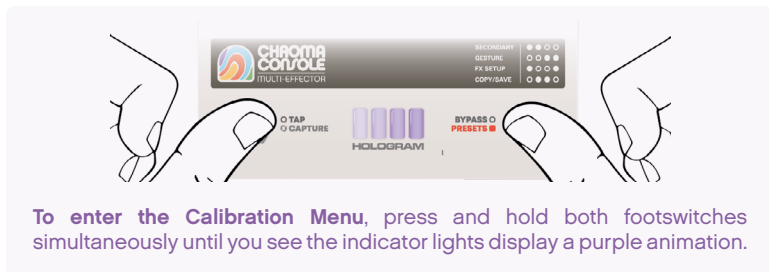 CHROMA
CONSOLE
MULTI-EFFECTOR
SECONDARY
GESTURE
FX SETUP
COPY/SAVE
TAP
CAPTURE
HOLOGRAM
BYPASS
PRESETS
To enter the Calibration Menu, press and hold both footswitches
simultaneously until you see the indicator lights display a purple animation.